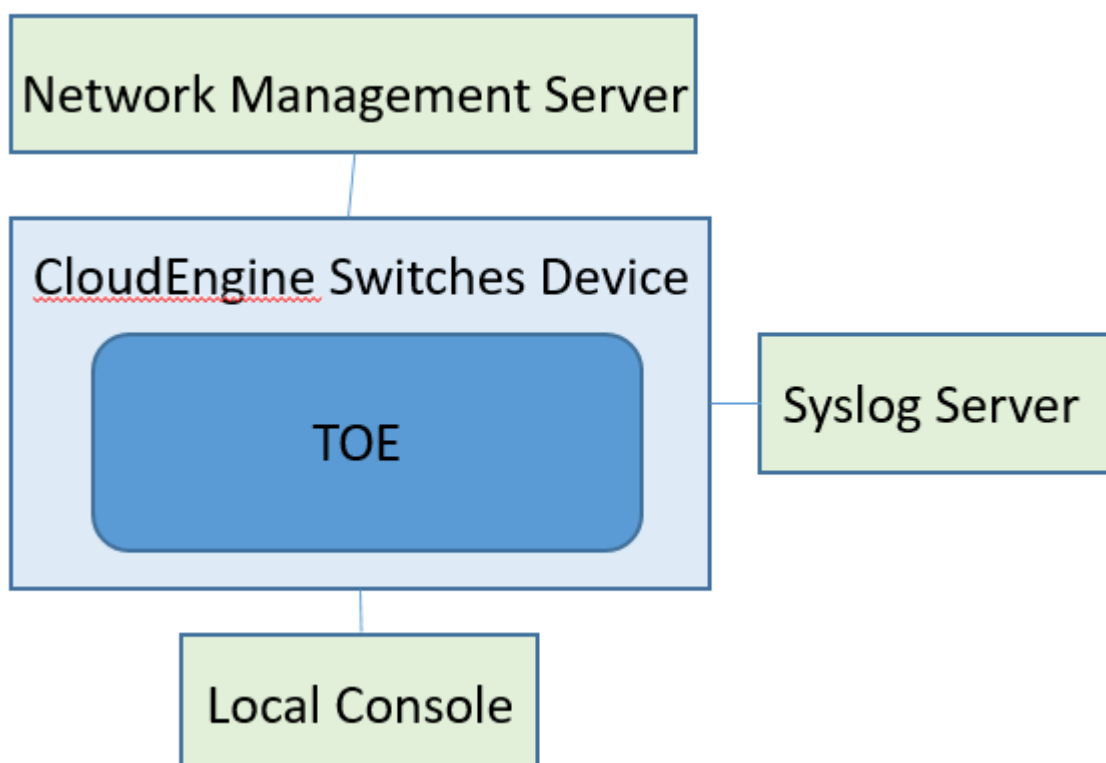 Network Management Server
CloudEngine Switches Device
TOE
Syslog Server
Local Console